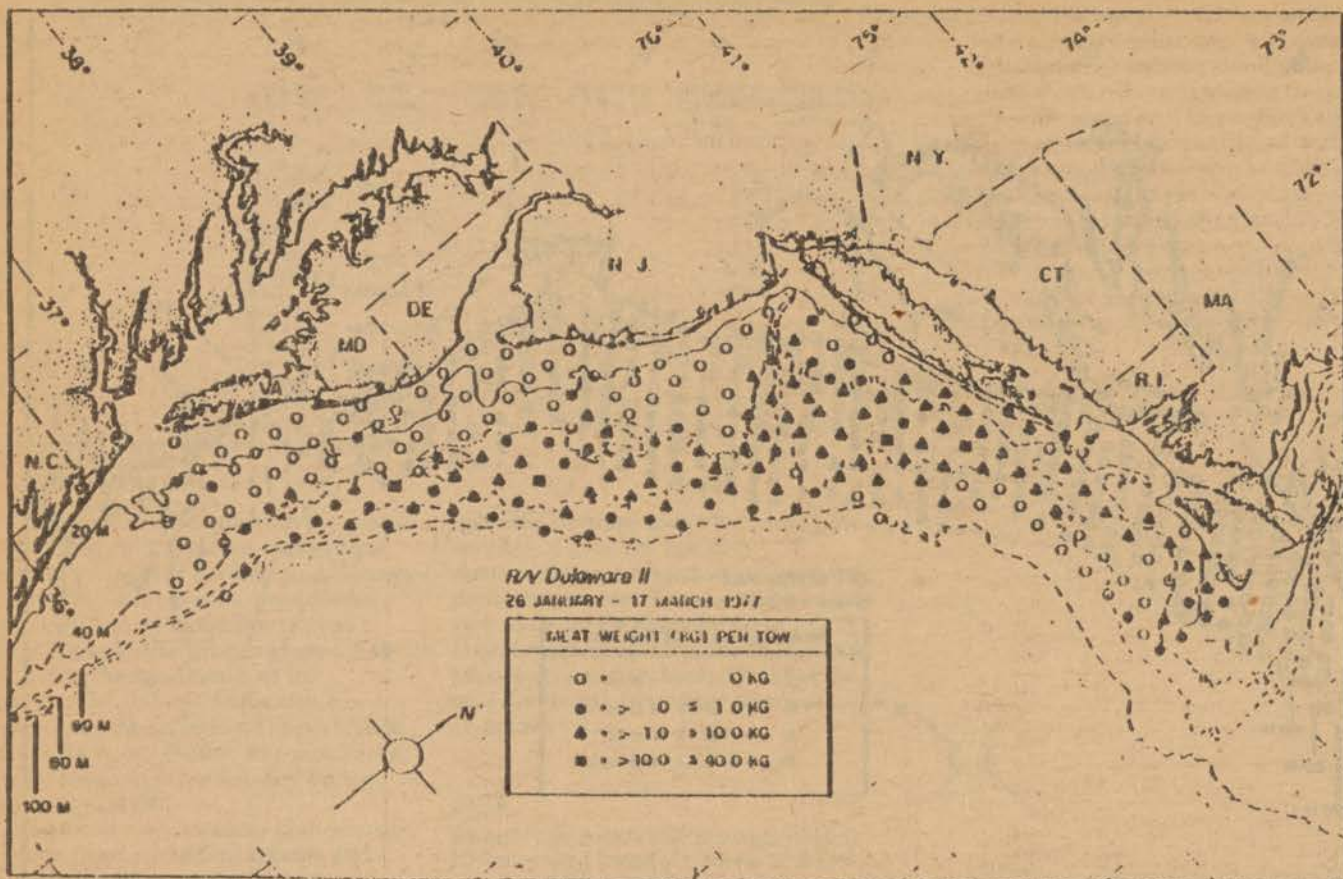 38° 39° 40° 76° 41° 75° 42° 74° 73°
N.Y.
72°
CT
N.J.
MA
37°
DE
MD
R.I.
VA
N.C.
20 M
36°
R/V Delaware II
26 JANUARY - 17 MARCH 1977
40 M
MEAT WEIGHT (KG) PER TOW
0 KG
N
> 0 ≤ 1.0 KG
> 1.0 ≤ 10.0 KG
> 10.0 ≤ 40.0 KG
100 M